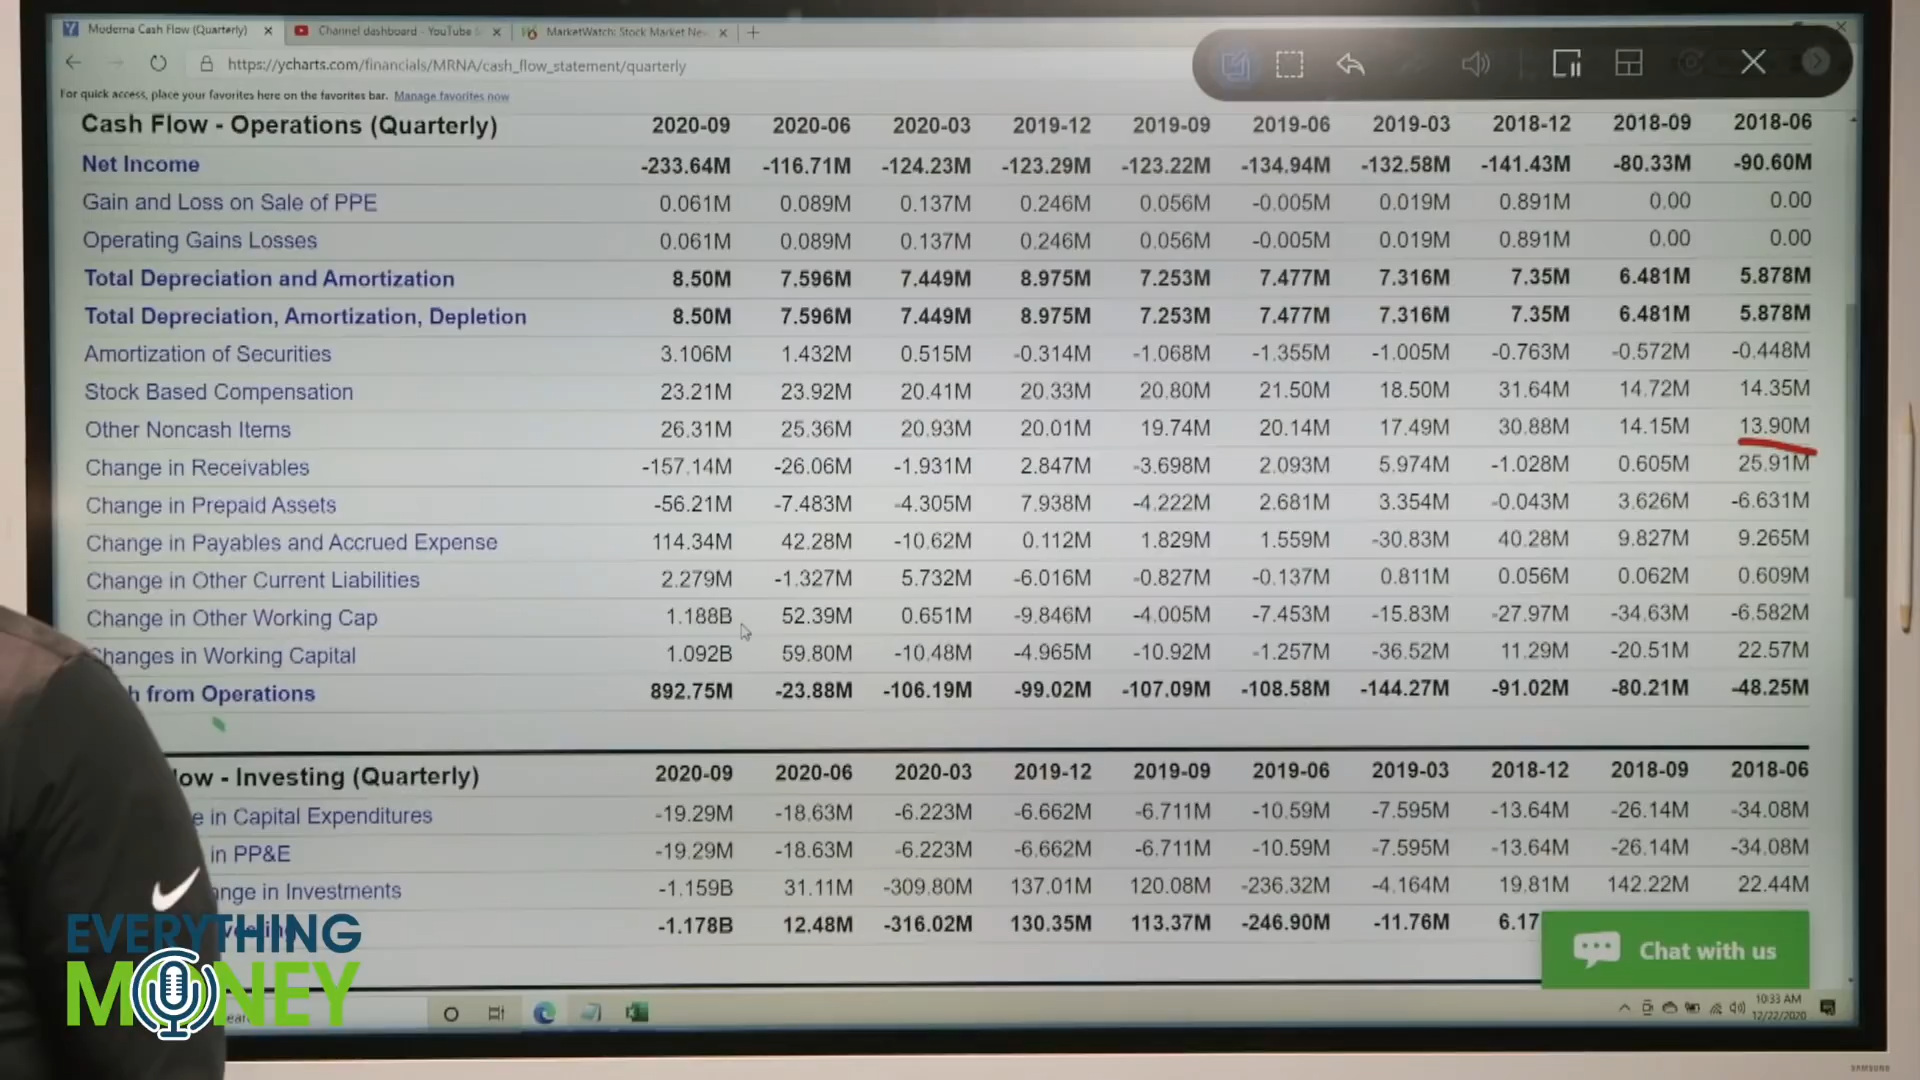 Moderna Cash Flow (Quarterly)
Channel dashboard - YouTube
MarketWatch: Stock Market Ne
https://ycharts.com/financials/MRNA/cash_flow_statement/quarterly
For quick access, place your favorites here on the favorites bar. Manage favorites now
Cash Flow - Operations (Quarterly) 2020-09 2020-06 2020-03 2019-12 2019-09 2019-06 2019-03 2018-12 2018-09 2018-06
Net Income -233.64M -116.71M -124.23M -123.29M -123.22M -134.94M -132.58M -141.43M -80.33M -90.60M
Gain and Loss on Sale of PPE 0.061M 0.089M 0.137M 0.246M 0.056M -0.005M 0.019M 0.891M 0.00 0.00
Operating Gains Losses 0.061M 0.089M 0.137M 0.246M 0.056M -0.005M 0.019M 0.891M 0.00 0.00
Total Depreciation and Amortization 8.50M 7.596M 7.449M 8.975M 7.253M 7.477M 7.316M 7.35M 6.481M 5.878M
Total Depreciation, Amortization, Depletion 8.50M 7.596M 7.449M 8.975M 7.253M 7.477M 7.316M 7.35M 6.481M 5.878M
Amortization of Securities 3.106M 1.432M 0.515M -0.314M -1.068M -1.355M -1.005M -0.763M -0.572M -0.448M
Stock Based Compensation 23.21M 23.92M 20.41M 20.33M 20.80M 21.50M 18.50M 31.64M 14.72M 14.35M
Other Noncash Items 26.31M 25.36M 20.93M 20.01M 19.74M 20.14M 17.49M 30.88M 14.15M 13.90M
Change in Receivables -157.14M -26.06M -1.931M 2.847M -3.698M 2.093M 5.974M -1.028M 0.605M 25.91M
Change in Prepaid Assets -56.21M -7.483M -4.305M 7.938M -4.222M 2.681M 3.354M -0.043M 3.626M -6.631M
Change in Payables and Accrued Expense 114.34M 42.28M -10.62M 0.112M 1.829M 1.559M -30.83M 40.28M 9.827M 9.265M
Change in Other Current Liabilities 2.279M -1.327M 5.732M -6.016M -0.827M -0.137M 0.811M 0.056M 0.062M 0.609M
Change in Other Working Cap 1.188B 52.39M 0.651M -9.846M -4.005M -7.453M -15.83M -27.97M -34.63M -6.582M
Changes in Working Capital 1.092B 59.80M -10.48M -4.965M -10.92M -1.257M -36.52M 11.29M -20.51M 22.57M
h from Operations 892.75M -23.88M -106.19M -99.02M -107.09M -108.58M -144.27M -91.02M -80.21M -48.25M
low - Investing (Quarterly) 2020-09 2020-06 2020-03 2019-12 2019-09 2019-06 2019-03 2018-12 2018-09 2018-06
e in Capital Expenditures -19.29M -18.63M -6.223M -6.662M -6.711M -10.59M -7.595M -13.64M -26.14M -34.08M
in PP&E -19.29M -18.63M -6.223M -6.662M -6.711M -10.59M -7.595M -13.64M -26.14M -34.08M
ange in Investments -1.159B 31.11M -309.80M 137.01M 120.08M -236.32M -4.164M 19.81M 142.22M 22.44M
-1.178B 12.48M -316.02M 130.35M 113.37M -246.90M -11.76M 6.17
Chat with us
EVERYTHING
MONEY
10:33 AM
12/22/2020
SAMSUNG